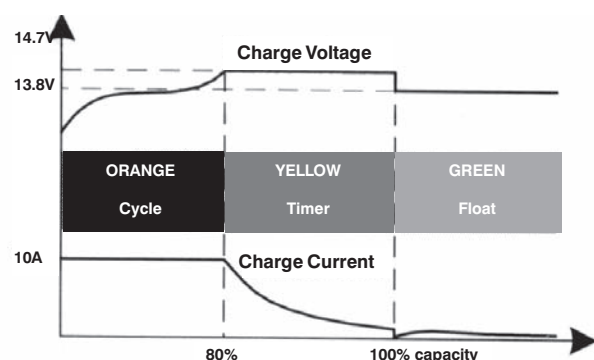 14.7V
Charge Voltage
13.8V
ORANGE YELLOW GREEN
Cycle Timer Float
10A
Charge Current
80% 100% capacity